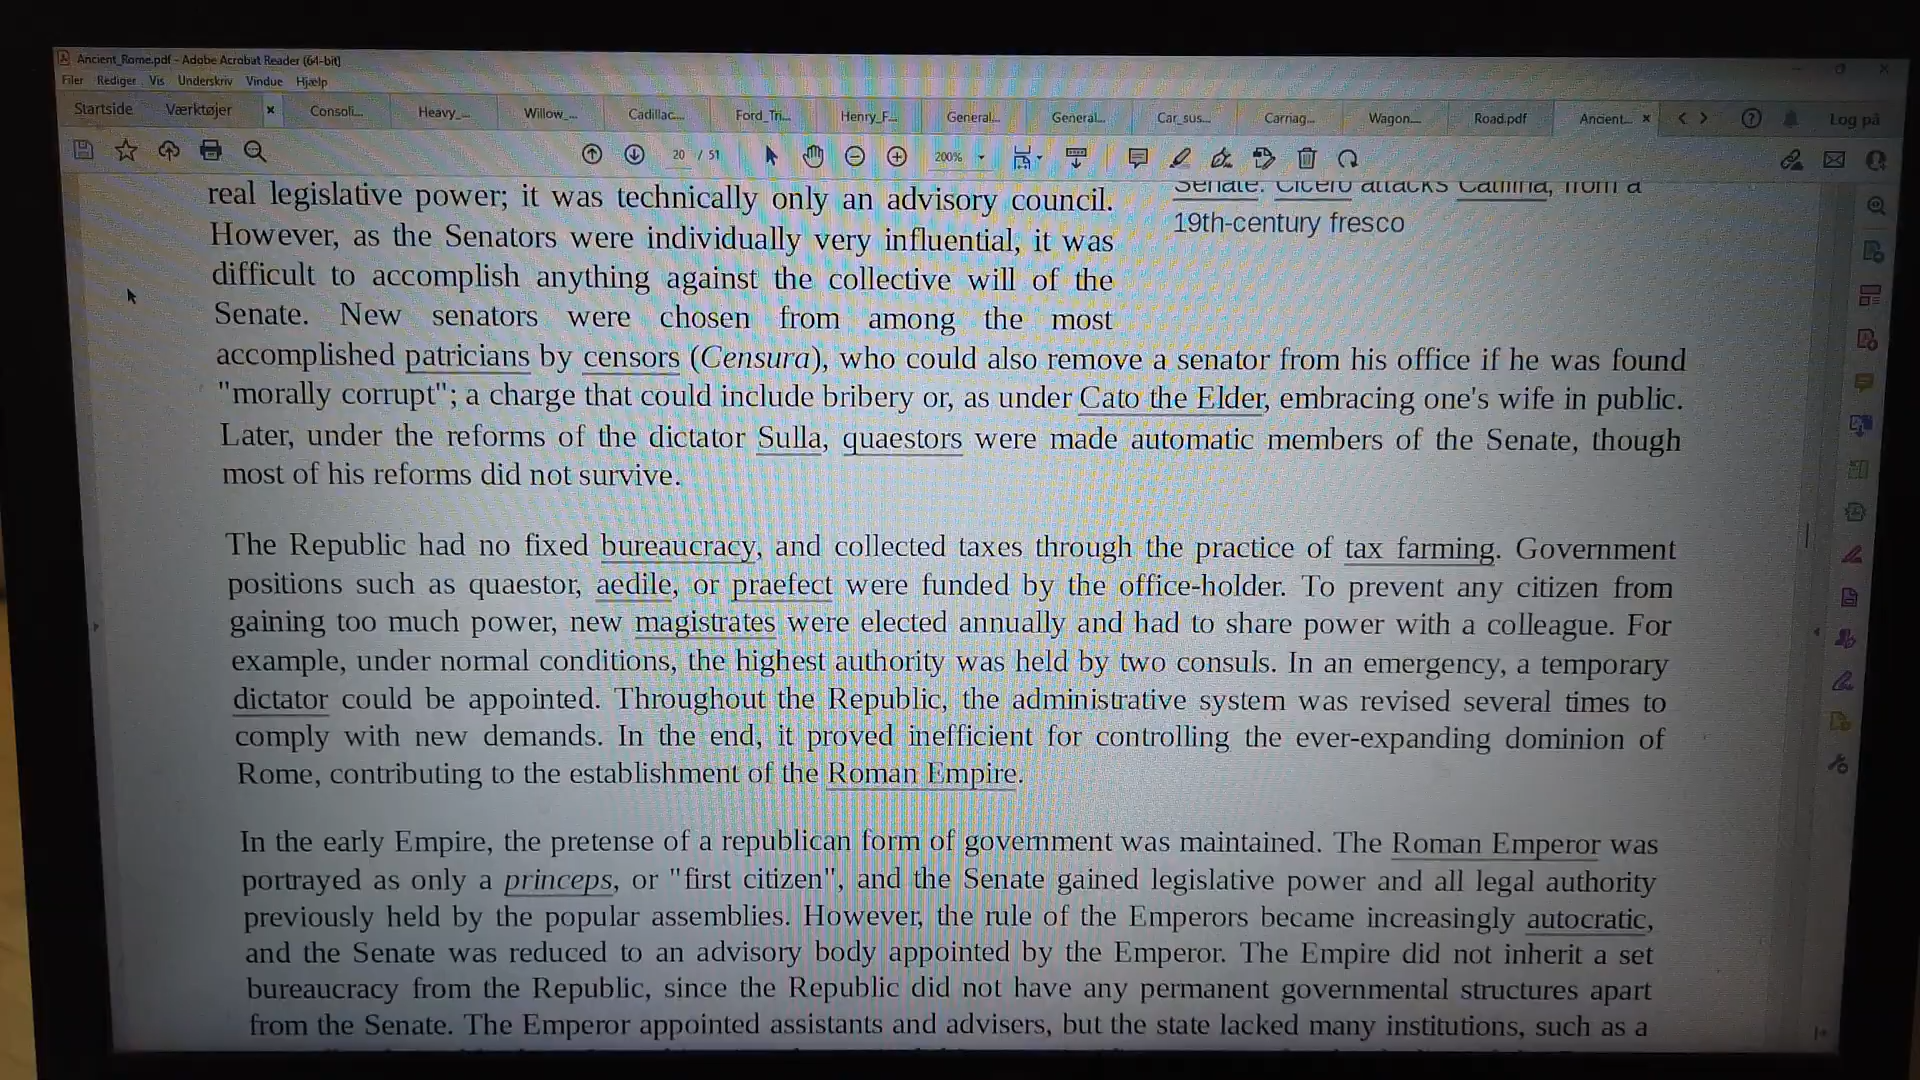 Ancient_Rome.pdf - Adobe Acrobat Reader (64-bit)
Filer Rediger Vis Underskriv Vindue Hjælp
Startside Værktøjer Consoli... Heavy_... Willow_... Cadillac... Ford_Tri... Henry_F... General... General... Car_sus... Carriag... Wagon.... Road.pdf Ancient... Log på
20 / 51 200%
real legislative power; it was technically only an advisory council.
However, as the Senators were individually very influential, it was
difficult to accomplish anything against the collective will of the
Senate. New senators were chosen from among the most
Senate. Cicero attacks Catilina, from a
19th-century fresco
accomplished patricians by censors (Censura), who could also remove a senator from his office if he was found
"morally corrupt"; a charge that could include bribery or, as under Cato the Elder, embracing one's wife in public.
Later, under the reforms of the dictator Sulla, quaestors were made automatic members of the Senate, though
most of his reforms did not survive.
The Republic had no fixed bureaucracy, and collected taxes through the practice of tax farming. Government
positions such as quaestor, aedile, or praefect were funded by the office-holder. To prevent any citizen from
gaining too much power, new magistrates were elected annually and had to share power with a colleague. For
example, under normal conditions, the highest authority was held by two consuls. In an emergency, a temporary
dictator could be appointed. Throughout the Republic, the administrative system was revised several times to
comply with new demands. In the end, it proved inefficient for controlling the ever-expanding dominion of
Rome, contributing to the establishment of the Roman Empire.
In the early Empire, the pretense of a republican form of government was maintained. The Roman Emperor was
portrayed as only a princeps, or "first citizen", and the Senate gained legislative power and all legal authority
previously held by the popular assemblies. However, the rule of the Emperors became increasingly autocratic,
and the Senate was reduced to an advisory body appointed by the Emperor. The Empire did not inherit a set
bureaucracy from the Republic, since the Republic did not have any permanent governmental structures apart
from the Senate. The Emperor appointed assistants and advisers, but the state lacked many institutions, such as a